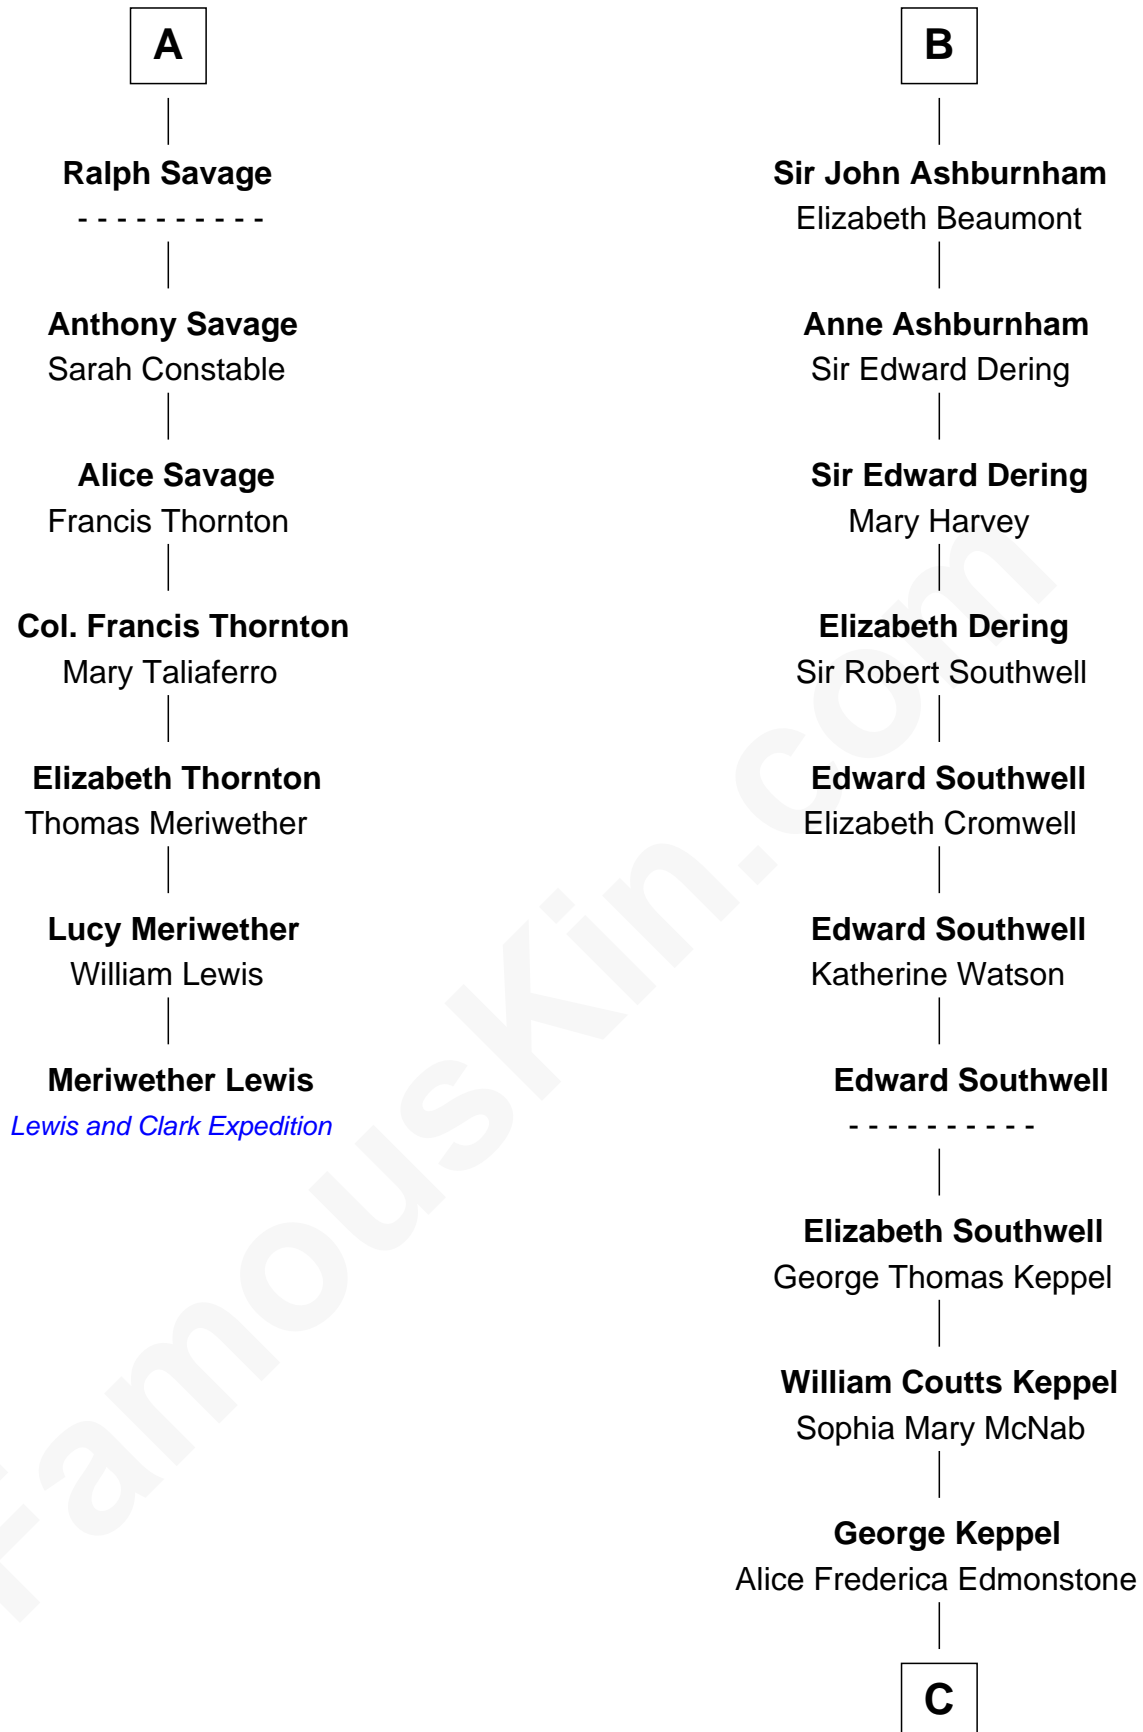 A
Ralph Savage
- - - - - - - - - -
Anthony Savage
Sarah Constable
Alice Savage
Francis Thornton
Col. Francis Thornton
Mary Taliaferro
Elizabeth Thornton
Thomas Meriwether
Lucy Meriwether
William Lewis
Meriwether Lewis
Lewis and Clark Expedition
B
Sir John Ashburnham
Elizabeth Beaumont
Anne Ashburnham
Sir Edward Dering
Sir Edward Dering
Mary Harvey
Elizabeth Dering
Sir Robert Southwell
Edward Southwell
Elizabeth Cromwell
Edward Southwell
Katherine Watson
Edward Southwell
- - - - - - - - - -
Elizabeth Southwell
George Thomas Keppel
William Coutts Keppel
Sophia Mary McNab
George Keppel
Alice Frederica Edmonstone
C
FamousKin.com